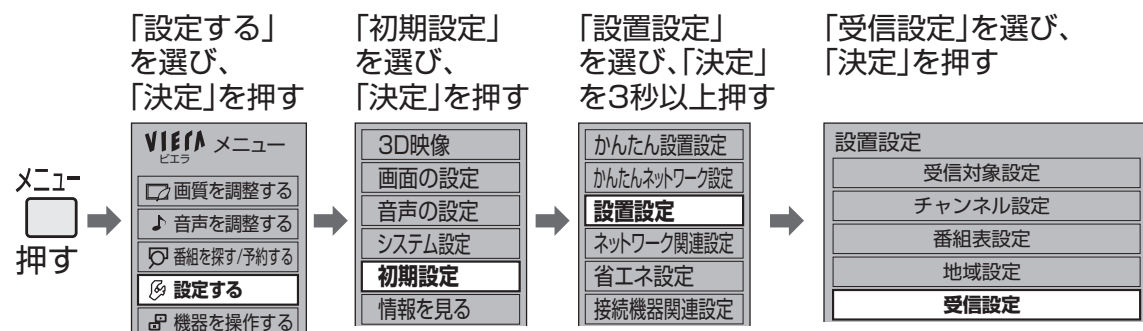 「設定する」
を選び、
「決定」を押す
「初期設定」
を選び、
「決定」を押す
「設置設定」
を選び、「決定」
を3秒以上押す
「受信設定」を選び、
「決定」を押す
メニュー
押す
VIERA メニュー
ビエラ
画質を調整する
音声を調整する
番組を探す/予約する
設定する
機器を操作する
3D映像
画面の設定
音声の設定
システム設定
初期設定
情報を見る
かんたん設置設定
かんたんネットワーク設定
設置設定
ネットワーク関連設定
省エネ設定
接続機器関連設定
設置設定
受信対象設定
チャンネル設定
番組表設定
地域設定
受信設定